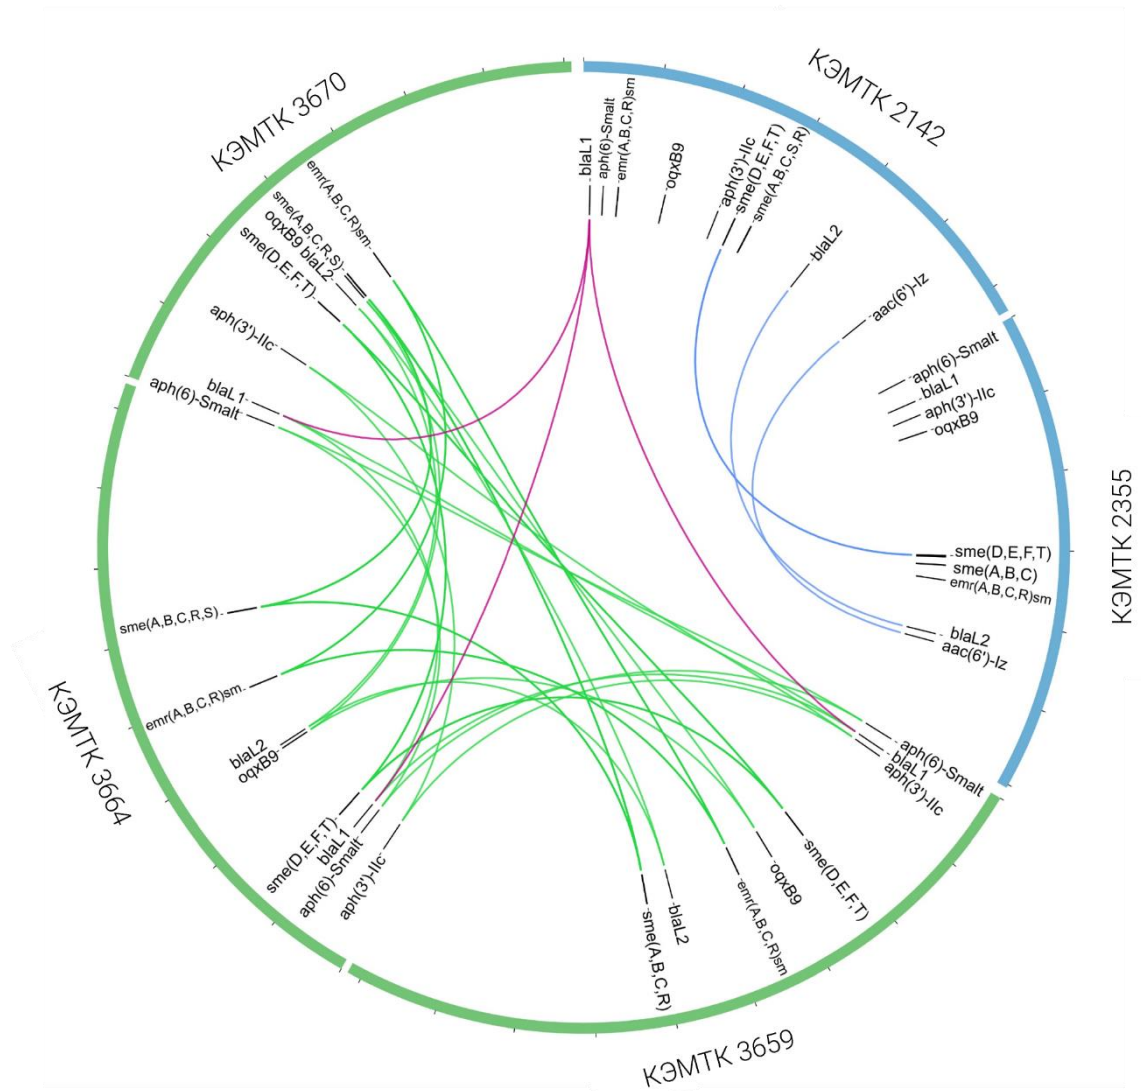 КЭМТК 2142
blaL1
aph(6)-Smalt
emr(A,B,C,R)sm
oqxB9
aph(3')-IIc
sme(D,E,F,T)
sme(A,B,C,S,R)
blaL2
aac(6')-Iz
КЭМТК 2355
aph(6)-Smalt
blaL1
aph(3')-IIc
oqxB9
sme(D,E,F,T)
sme(A,B,C)
emr(A,B,C,R)sm
blaL2
aac(6')-Iz
КЭМТК 3659
aph(6)-Smalt
blaL1
aph(3')-IIc
sme(D,E,F,T)
oqxB9
emr(A,B,C,R)sm
blaL2
sme(A,B,C,R)
КЭМТК 3664
aph(3')-IIc
aph(6)-Smalt
blaL1
sme(D,E,F,T)
oqxB9
blaL2
emr(A,B,C,R)sm
sme(A,B,C,R,S)
КЭМТК 3670
aph(6)-Smalt
blaL1
aph(3')-IIc
sme(D,E,F,T)
oqxB9 blaL2
sme(A,B,C,R,S)
emr(A,B,C,R)sm